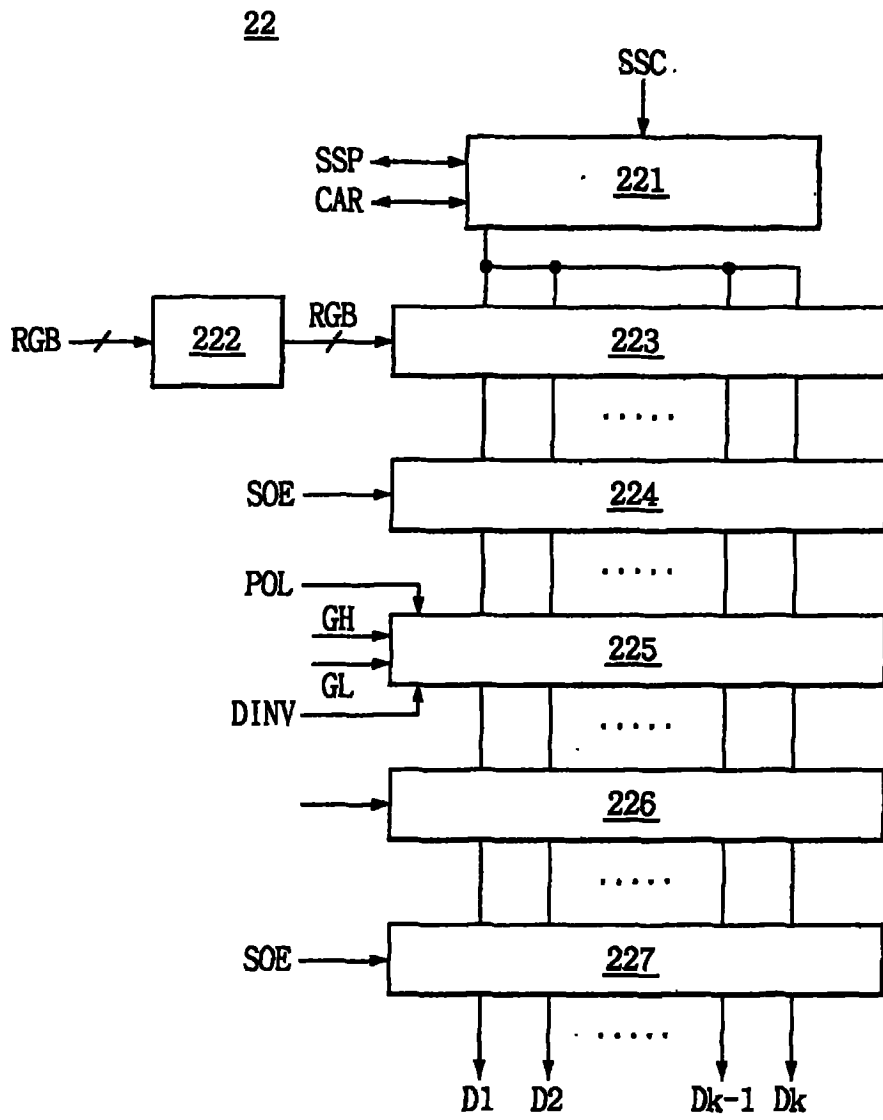 22
SSC
SSP
221
CAR
RGB
222
RGB
223
.....
SOE
224
.....
POL
GH
225
GL
DINV
.....
226
.....
SOE
227
.....
D1 D2 Dk-1 Dk